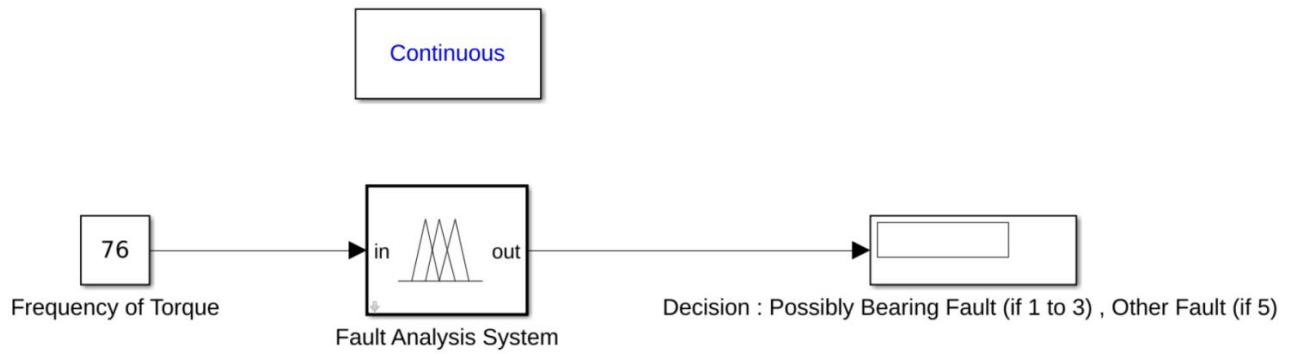 Continuous
76
in
out
Frequency of Torque
Fault Analysis System
Decision : Possibly Bearing Fault (if 1 to 3) , Other Fault (if 5)